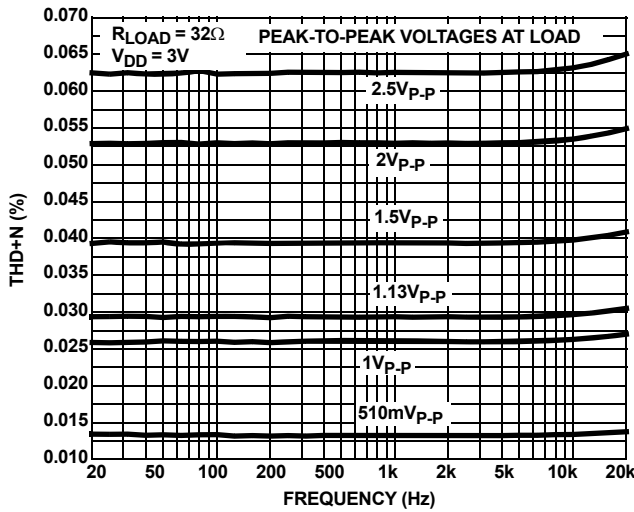 0.070
0.065
0.060
0.055
0.050
0.045
0.040
0.035
0.030
0.025
0.020
0.015
0.010
THD+N (%)
RLOAD = 32Ω
VDD = 3V
PEAK-TO-PEAK VOLTAGES AT LOAD
2.5VP-P
2VP-P
1.5VP-P
1.13VP-P
1VP-P
510mVP-P
20 50 100 200 500 1k 2k 5k 10k 20k
FREQUENCY (Hz)